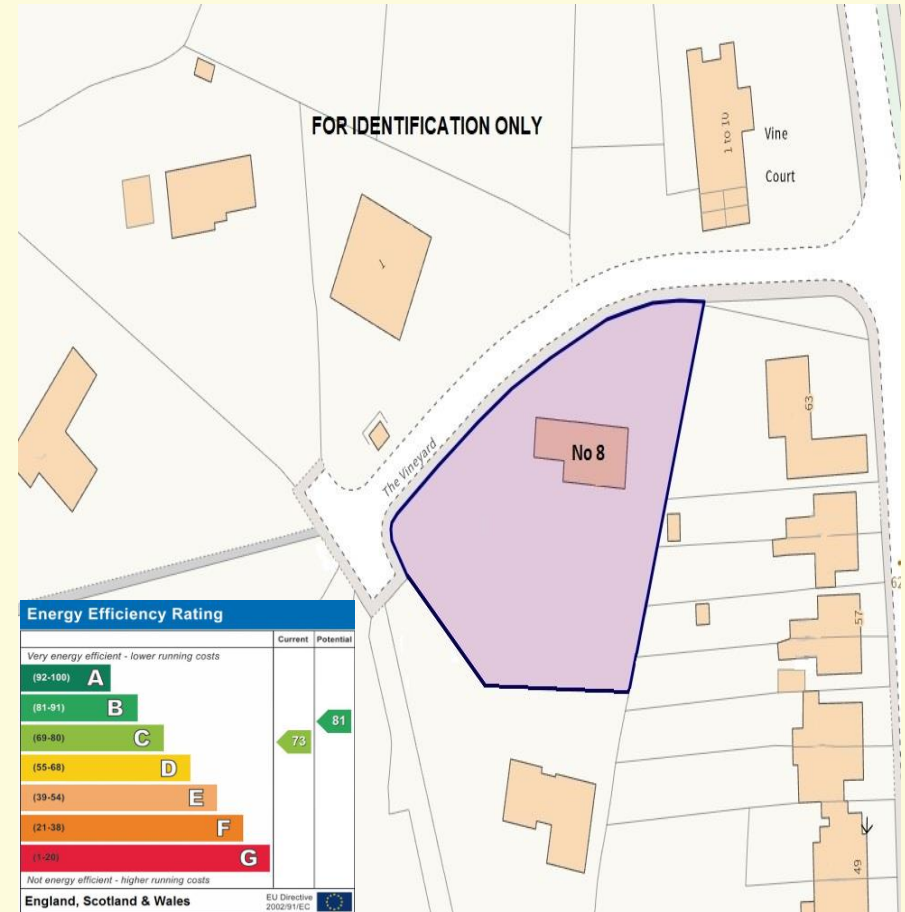 FOR IDENTIFICATION ONLY
1 to 10
Vine
Court
1
63
The Vineyard
No 8
62
57
49
Energy Efficiency Rating
Current Potential
Very energy efficient - lower running costs
(92-100) A
(81-91) B
81
(69-80) C
73
(55-68) D
(39-54) E
(21-38) F
(1-20) G
Not energy efficient - higher running costs
England, Scotland & Wales
EU Directive
2002/91/EC